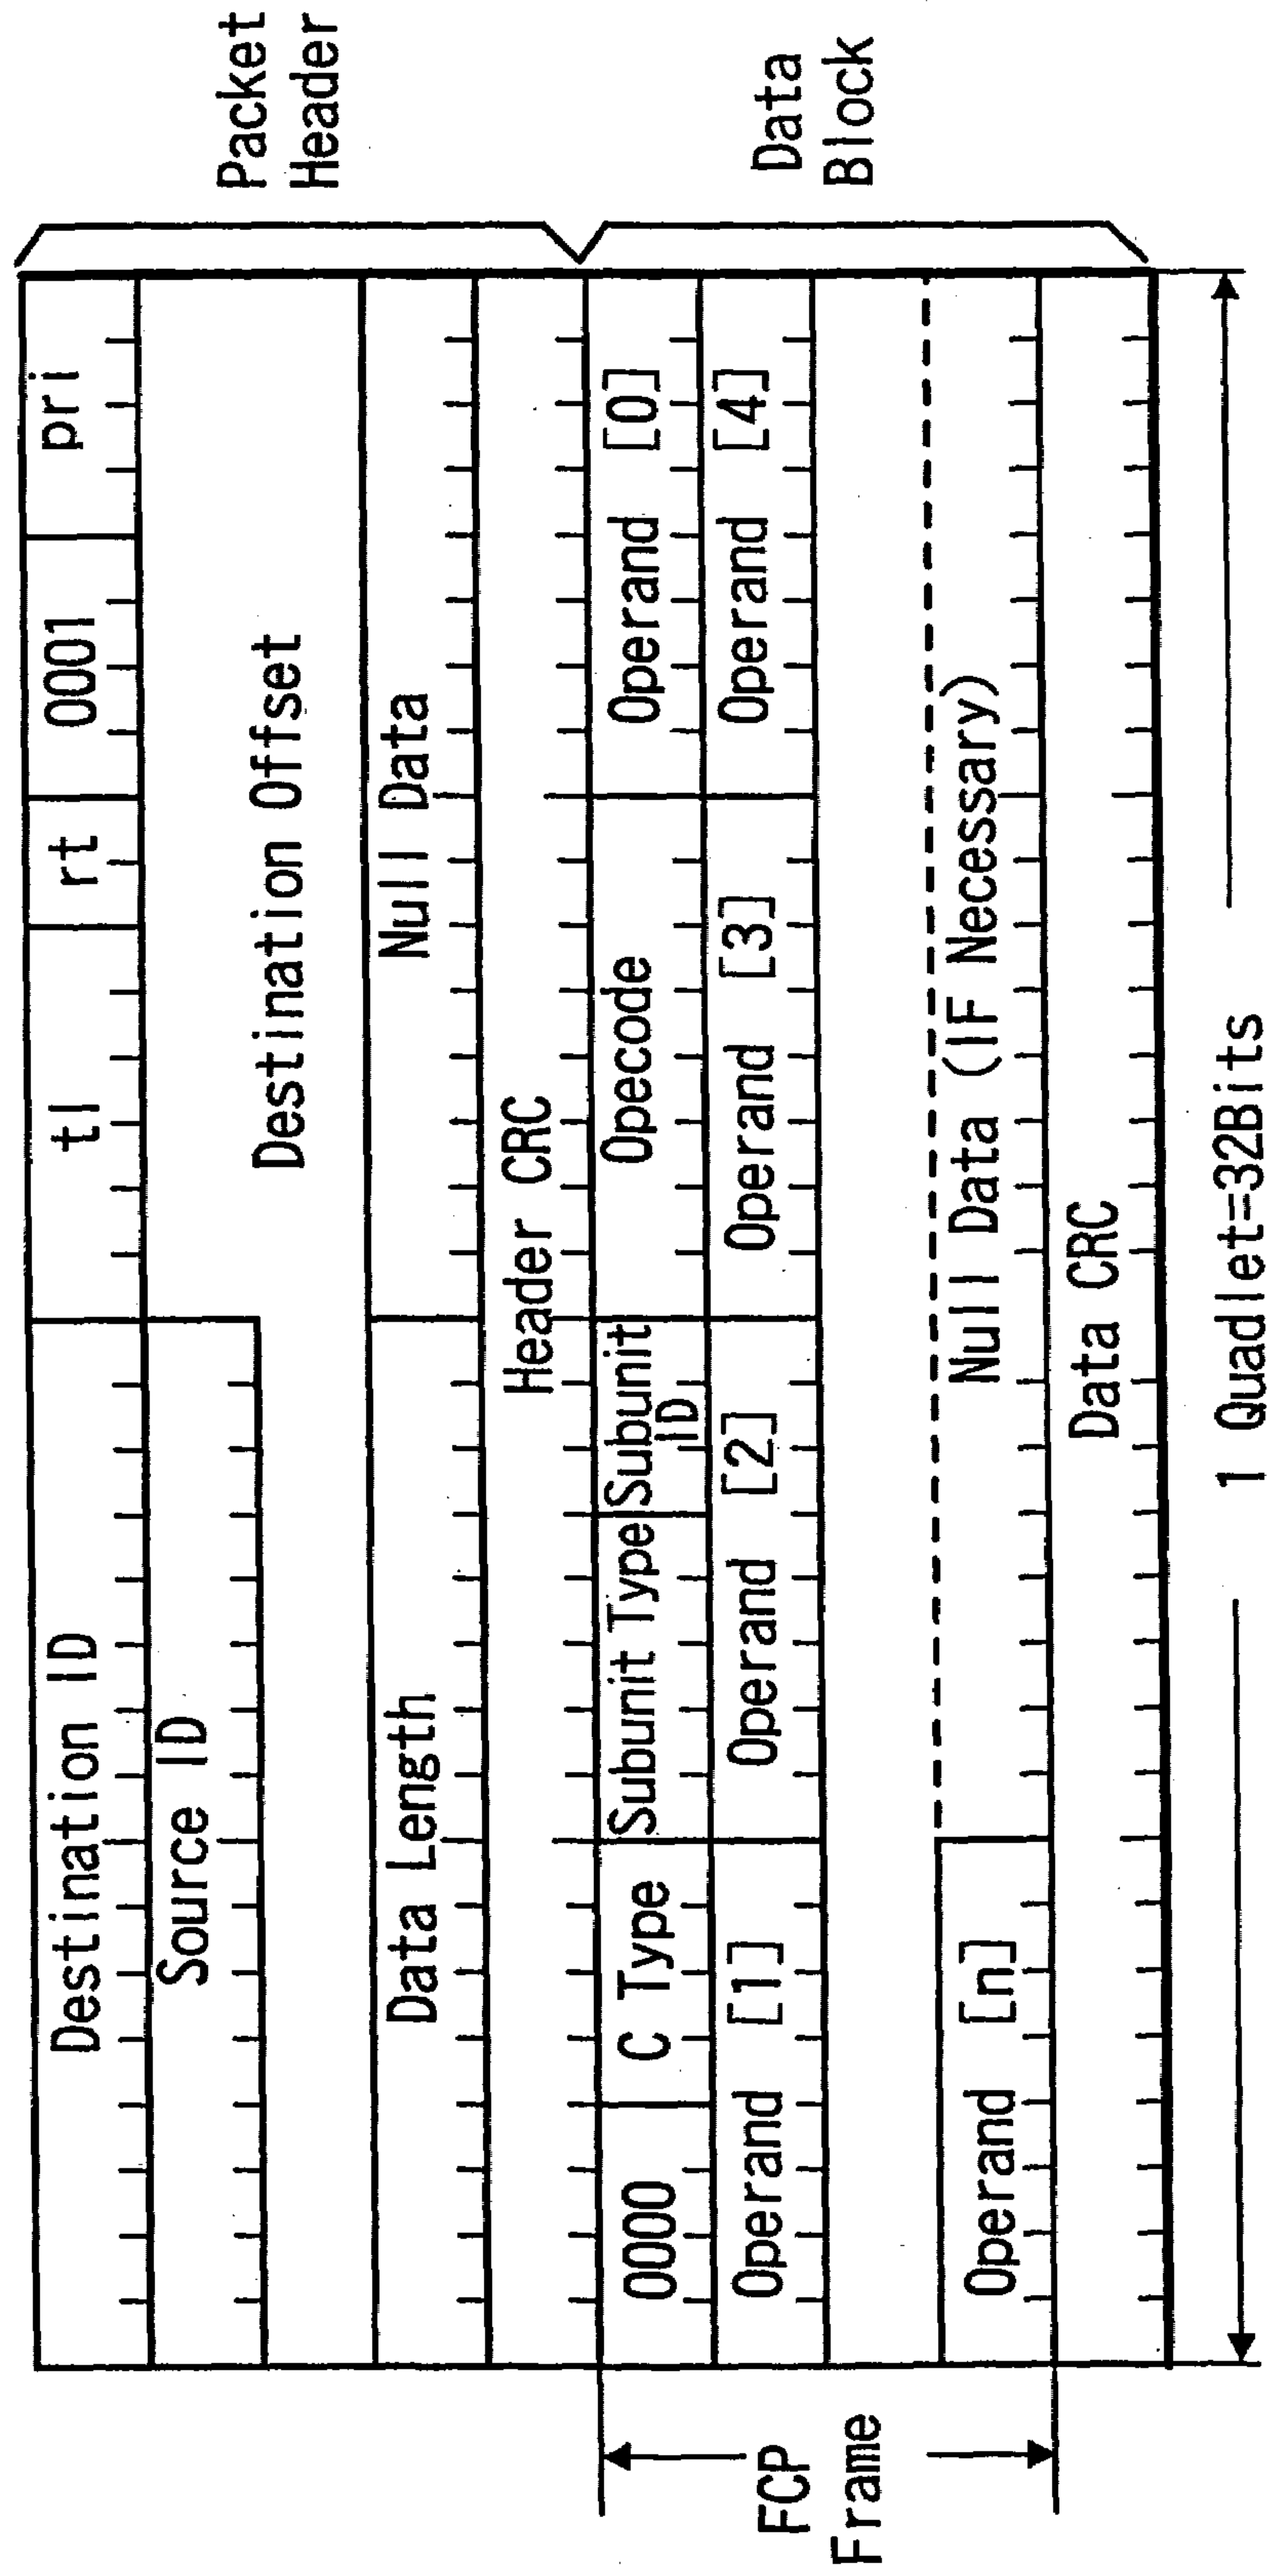 Destination ID
tl
rt
0001
pri
Source ID
Destination Offset
Packet
Header
Data Length
Null Data
Header CRC
0000
C Type
Subunit Type
Subunit
ID
Opecode
Operand [0]
Operand [1]
Operand [2]
Operand [3]
Operand [4]
FCP
Frame
Data
Block
Operand [n]
Null Data (IF Necessary)
Data CRC
1 Quadlet=32Bits